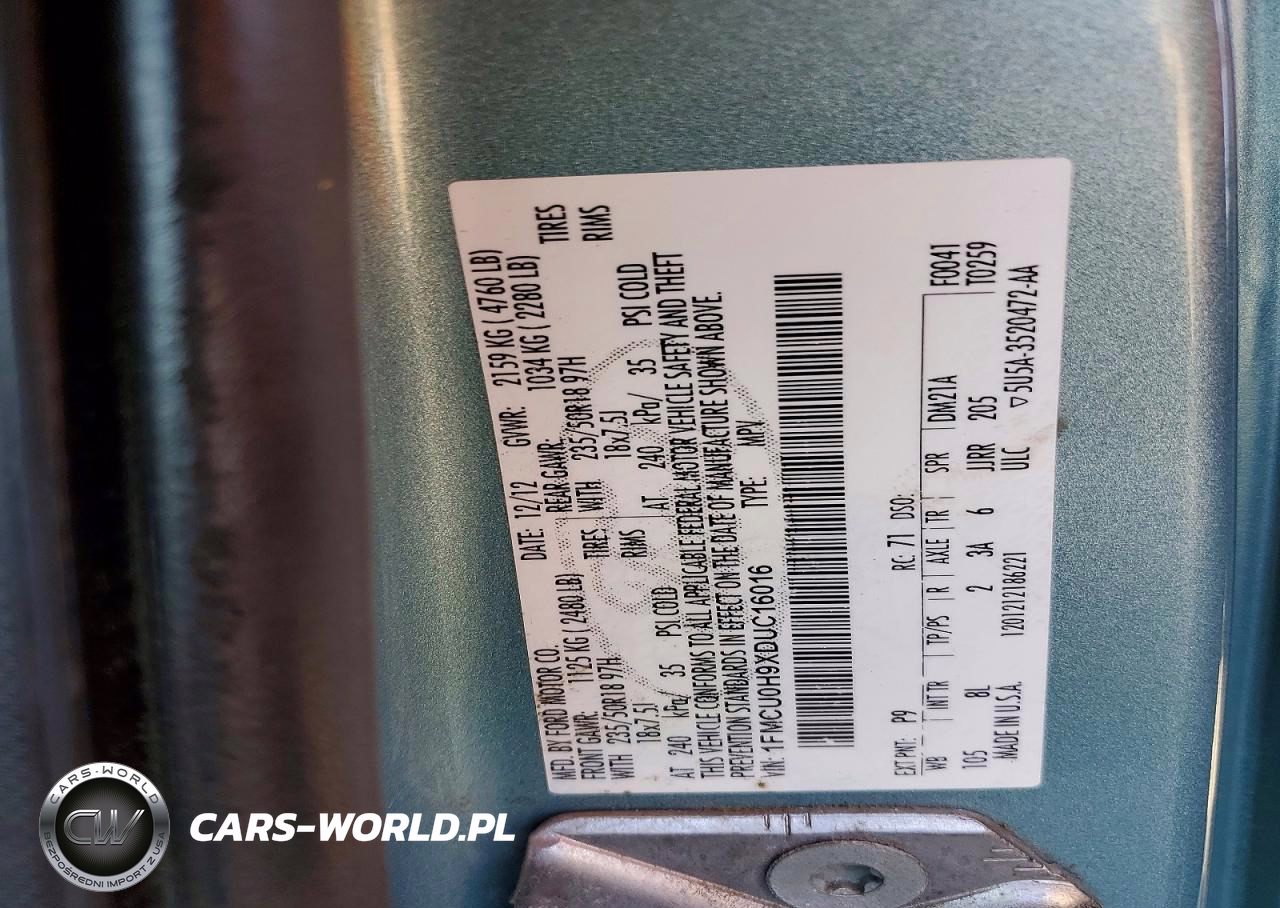 MFD. BY FORD MOTOR CO. DATE: 12/12 GVWR: 2159 KG ( 4760 LB)
FRONT GAWR: 1125 KG ( 2480 LB) REAR GAWR: 1034 KG ( 2280 LB)
WITH 235/50R18 97H TIRES WITH 235/50R18 97H TIRES
18x7.5J RIMS 18x7.5J RIMS
AT 240 kPa/ 35 PSI COLD AT 240 kPa/ 35 PSI COLD
THIS VEHICLE CONFORMS TO ALL APPLICABLE FEDERAL MOTOR VEHICLE SAFETY AND THEFT
PREVENTION STANDARDS IN EFFECT ON THE DATE OF MANUFACTURE SHOWN ABOVE.
VIN: 1FMCU0H9XDUC16016 TYPE: MPV
EXT PNT: P9 RC: 71 DSO:
WB INT TR TP/PS R AXLE TR SPR DM21A F0041
105 8L 2 3A 6 JJRR 205 T0259
MADE IN U.S.A. 1201212186221 ULC ▽5U5A-3520472-AA
CARS-WORLD
CW
BEZPOŚREDNI IMPORT Z USA
CARS-WORLD.PL